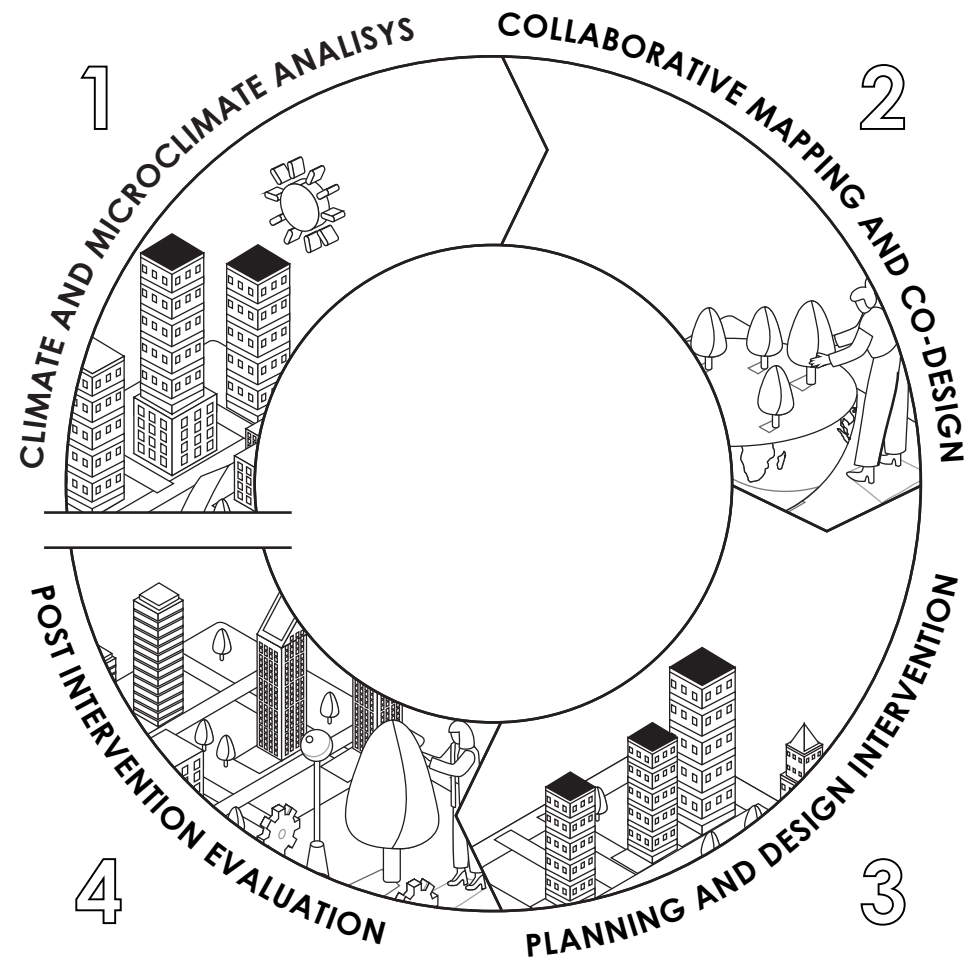 1
CLIMATE AND MICROCLIMATE ANALISYS
2
COLLABORATIVE MAPPING AND CO-DESIGN
3
PLANNING AND DESIGN INTERVENTION
4
POST INTERVENTION EVALUATION